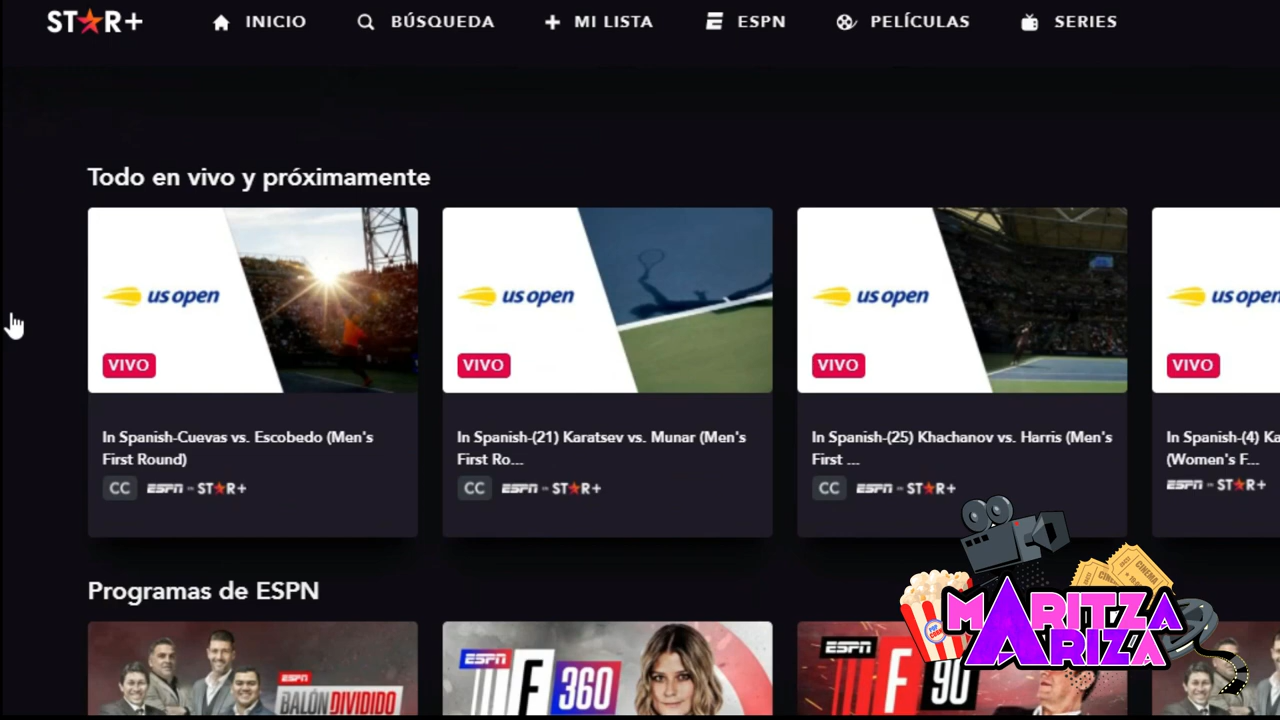 ST★R+ INICIO BÚSQUEDA MI LISTA ESPN PELÍCULAS SERIES
Todo en vivo y próximamente
us open
VIVO
In Spanish-Cuevas vs. Escobedo (Men's
First Round)
CC ESPN ST★R+
us open
VIVO
In Spanish-(21) Karatsev vs. Munar (Men's
First Ro...
CC ESPN ST★R+
us open
VIVO
In Spanish-(25) Khachanov vs. Harris (Men's
First ...
CC ESPN ST★R+
us open
VIVO
In Spanish-(4) Ka
(Women's F...
ESPN ST★R+
Programas de ESPN
ESPN
BALÓN DIVIDIDO
ESPN
F 360
ESPN
F 90
CINEMA
MARITZA
ARIZA